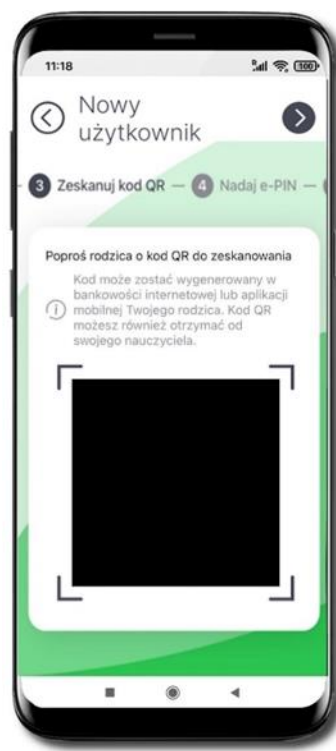 11:18
100
Nowy
użytkownik
3 Zeskanuj kod QR — 4 Nadaj e-PIN —
Poproś rodzica o kod QR do zeskanowania
Kod może zostać wygenerowany w
bankowości internetowej lub aplikacji
mobilnej Twojego rodzica. Kod QR
możesz również otrzymać od
swojego nauczyciela.